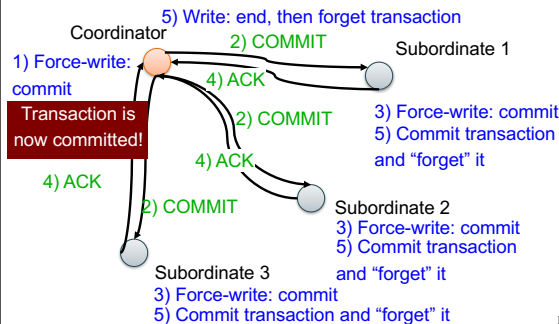 5) Write: end, then forget transaction
Coordinator
2) COMMIT
Subordinate 1
1) Force-write:
commit
4) ACK
Transaction is
now committed!
3) Force-write: commit
5) Commit transaction
and “forget” it
2) COMMIT
4) ACK
4) ACK
2) COMMIT
Subordinate 2
3) Force-write: commit
5) Commit transaction
and “forget” it
Subordinate 3
3) Force-write: commit
5) Commit transaction and “forget” it